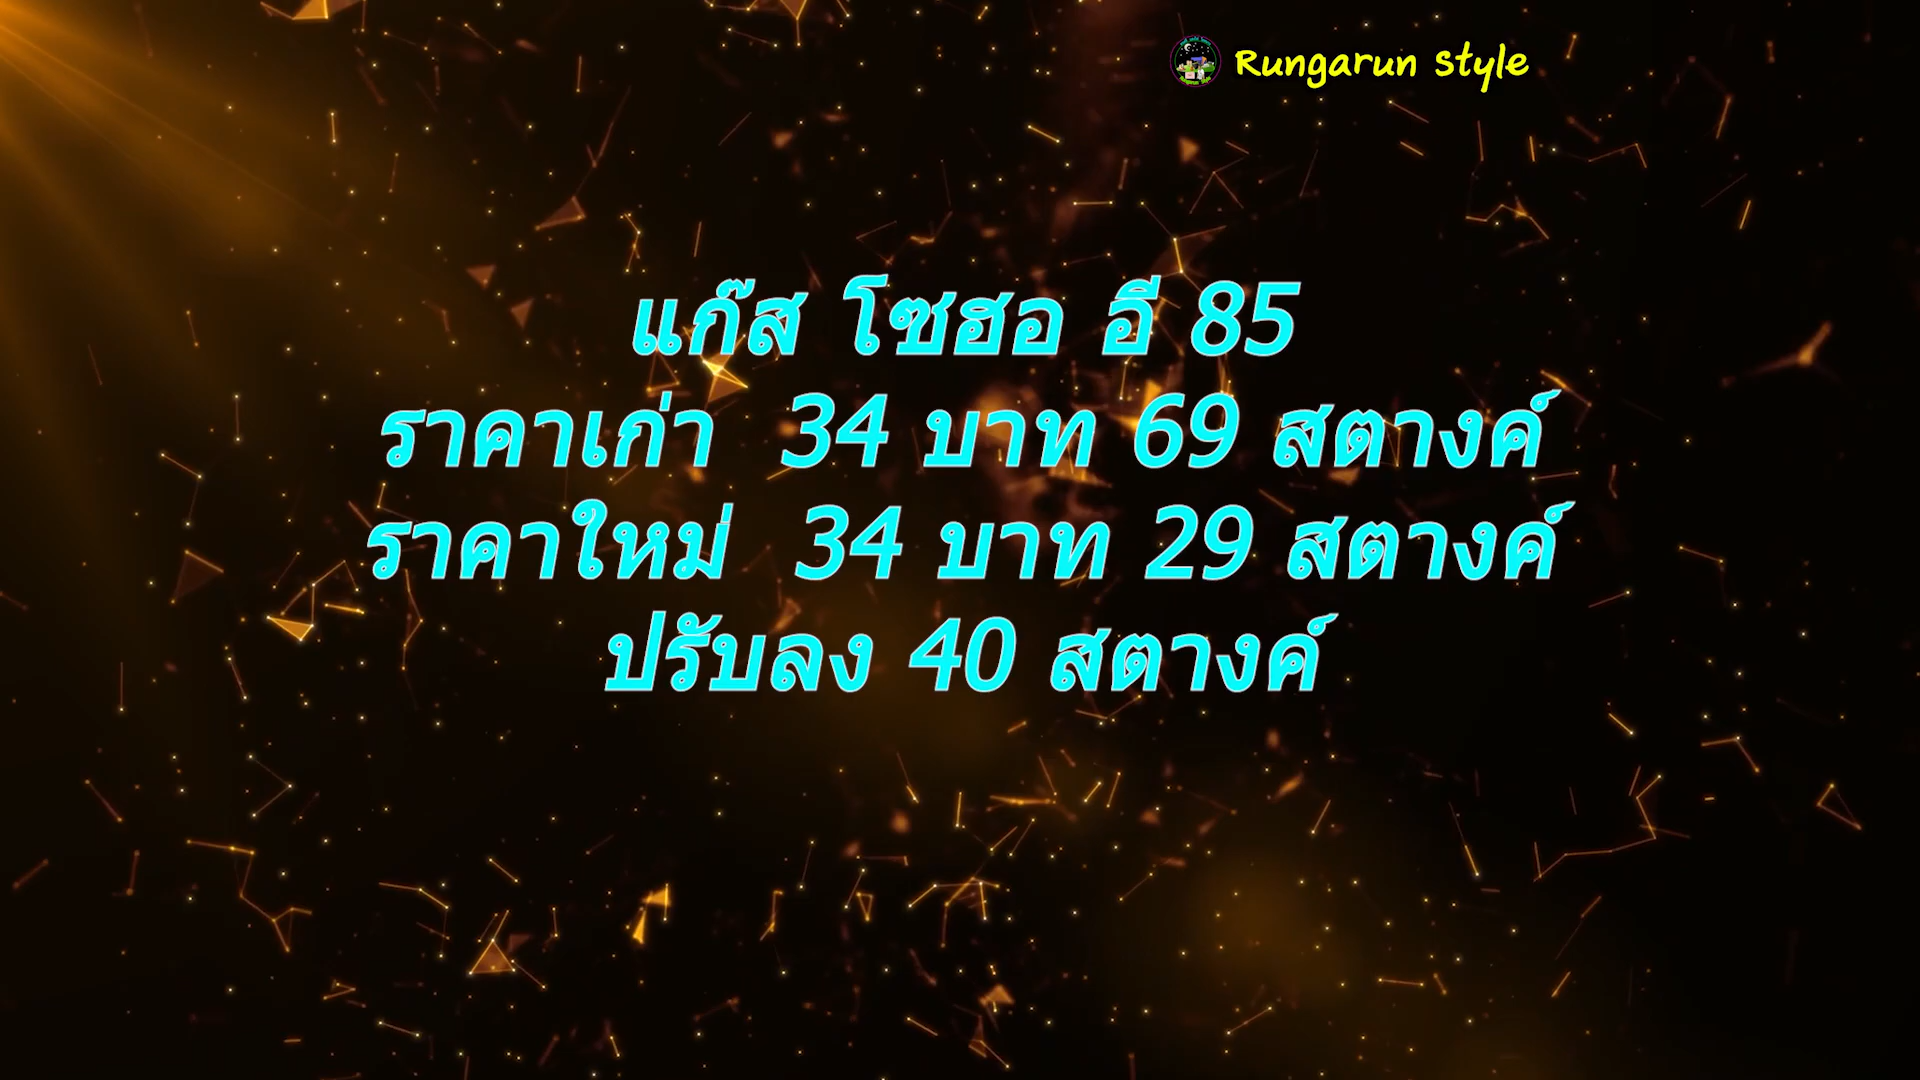 Rungarun Style
แก๊ส โซฮอ อี 85
ราคาเก่า 34 บาท 69 สตางค์
ราคาใหม่ 34 บาท 29 สตางค์
ปรับลง 40 สตางค์